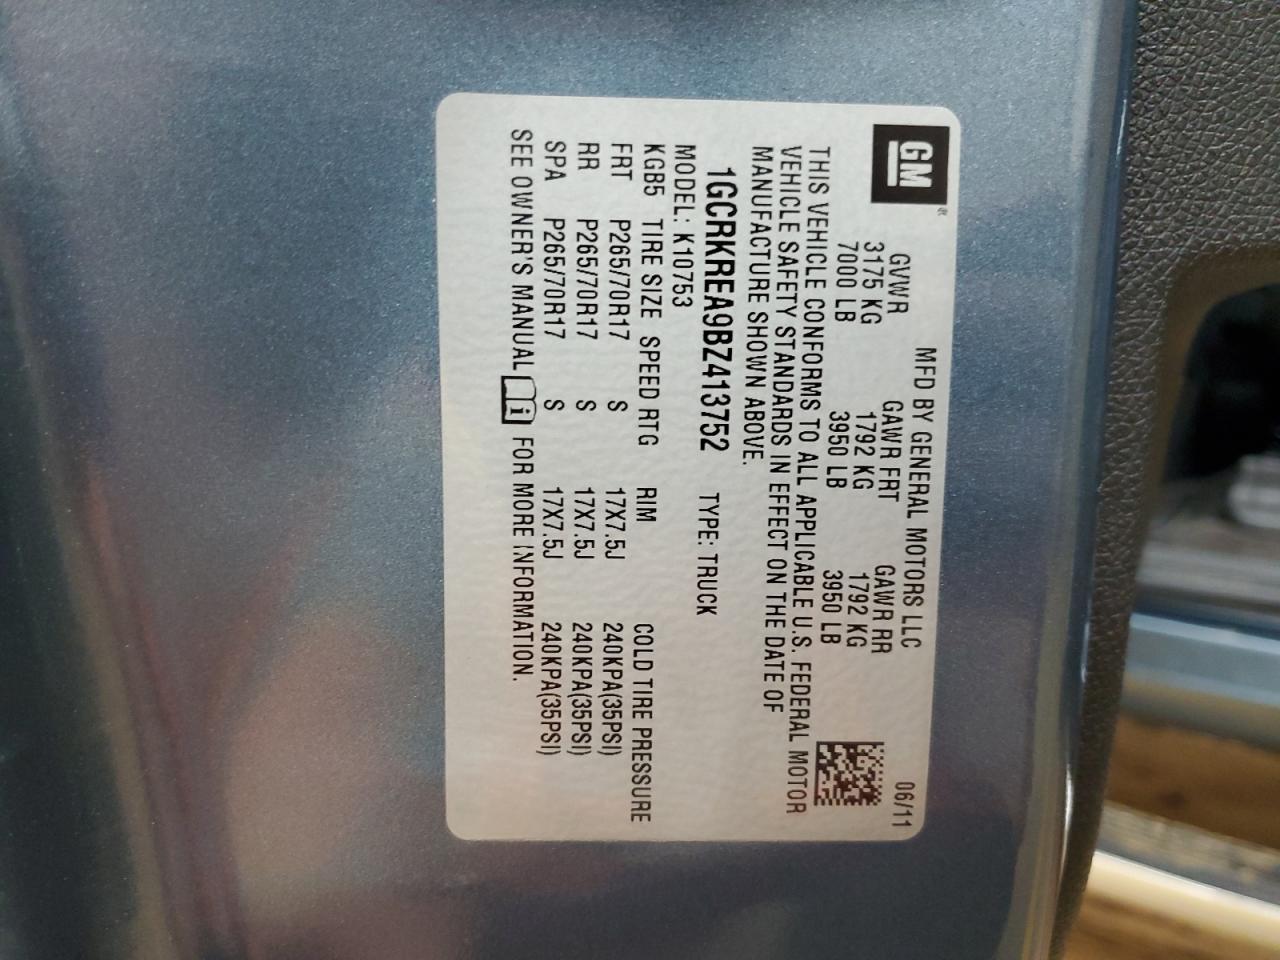 GM
®
MFD BY GENERAL MOTORS LLC 06/11
GVWR GAWR FRT GAWR RR
3175 KG 1792 KG 1792 KG
7000 LB 3950 LB 3950 LB
THIS VEHICLE CONFORMS TO ALL APPLICABLE U.S. FEDERAL MOTOR
VEHICLE SAFETY STANDARDS IN EFFECT ON THE DATE OF
MANUFACTURE SHOWN ABOVE.
1GCRKREA9BZ413752 TYPE: TRUCK
MODEL: K10753
KGB5 TIRE SIZE SPEED RTG RIM COLD TIRE PRESSURE
FRT P265/70R17 S 17X7.5J 240KPA(35PSI)
RR P265/70R17 S 17X7.5J 240KPA(35PSI)
SPA P265/70R17 S 17X7.5J 240KPA(35PSI)
SEE OWNER'S MANUAL i FOR MORE INFORMATION.